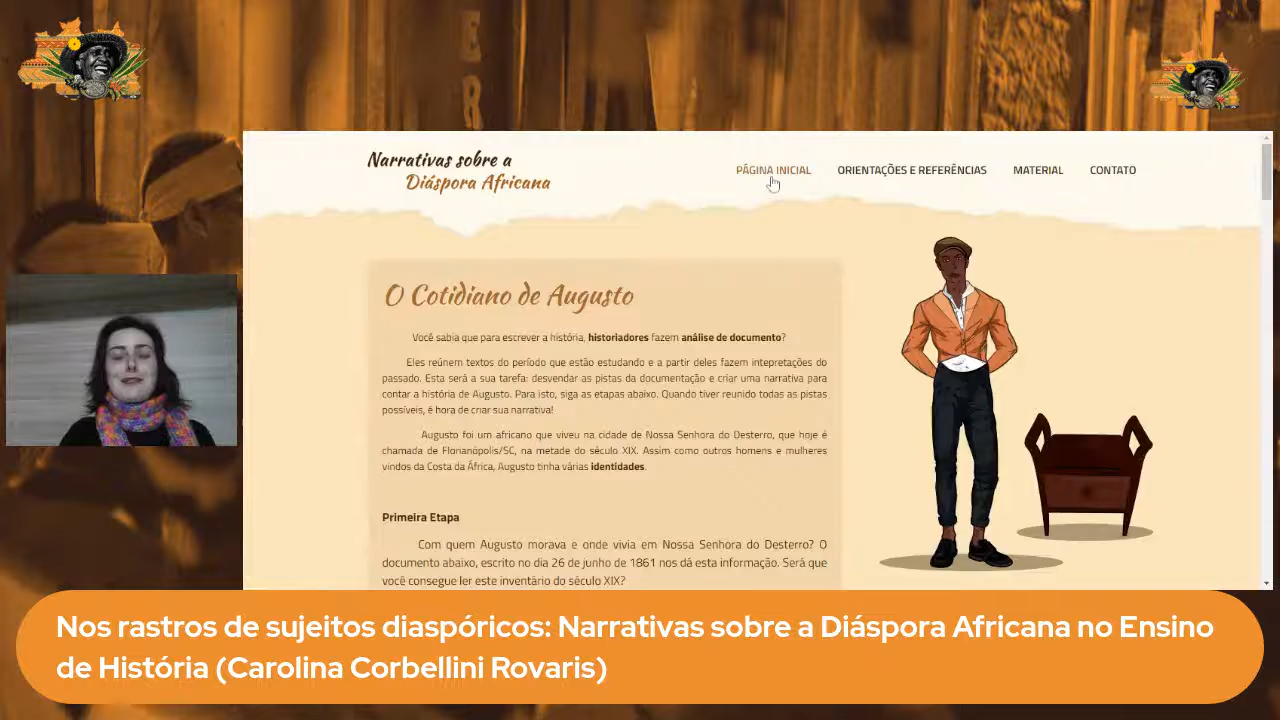 Narrativas sobre a
Diáspora Africana
PÁGINA INICIAL
ORIENTAÇÕES E REFERÊNCIAS
MATERIAL
CONTATO
O Cotidiano de Augusto
Você sabia que para escrever a história, historiadores fazem análise de documento?
Eles reúnem textos do período que estão estudando e a partir deles fazem intepretações do
passado. Esta será a sua tarefa: desvendar as pistas da documentação e criar uma narrativa para
contar a história de Augusto. Para isto, siga as etapas abaixo. Quando tiver reunido todas as pistas
possíveis, é hora de criar sua narrativa!
Augusto foi um africano que viveu na cidade de Nossa Senhora do Desterro, que hoje é
chamada de Florianópolis/SC, na metade do século XIX. Assim como outros homens e mulheres
vindos da Costa da África, Augusto tinha várias identidades.
Primeira Etapa
Com quem Augusto morava e onde vivia em Nossa Senhora do Desterro? O
documento abaixo, escrito no dia 26 de junho de 1861 nos dá esta informação. Será que
você consegue ler este inventário do século XIX?
Nos rastros de sujeitos diaspóricos: Narrativas sobre a Diáspora Africana no Ensino
de História (Carolina Corbellini Rovaris)